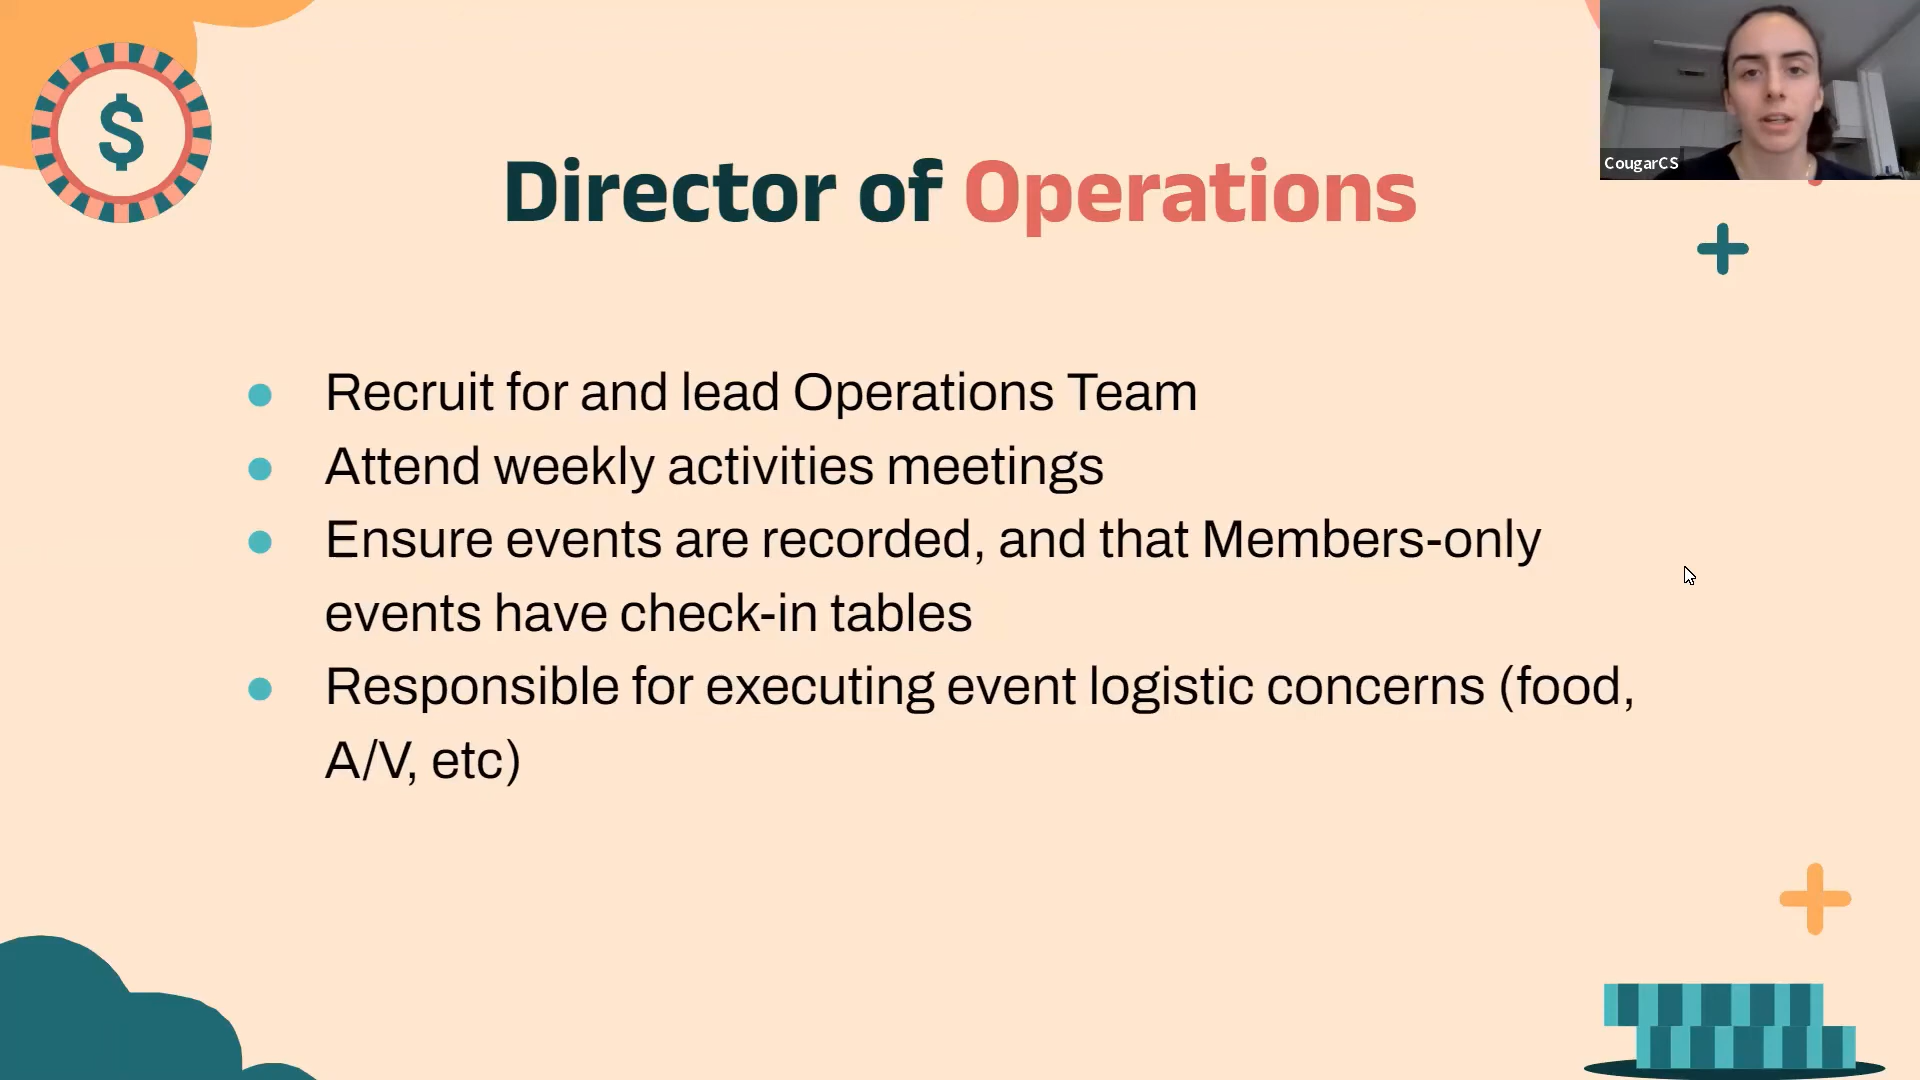 $
CougarCS
Director of Operations
Recruit for and lead Operations Team
Attend weekly activities meetings
Ensure events are recorded, and that Members-only
events have check-in tables
Responsible for executing event logistic concerns (food,
A/V, etc)